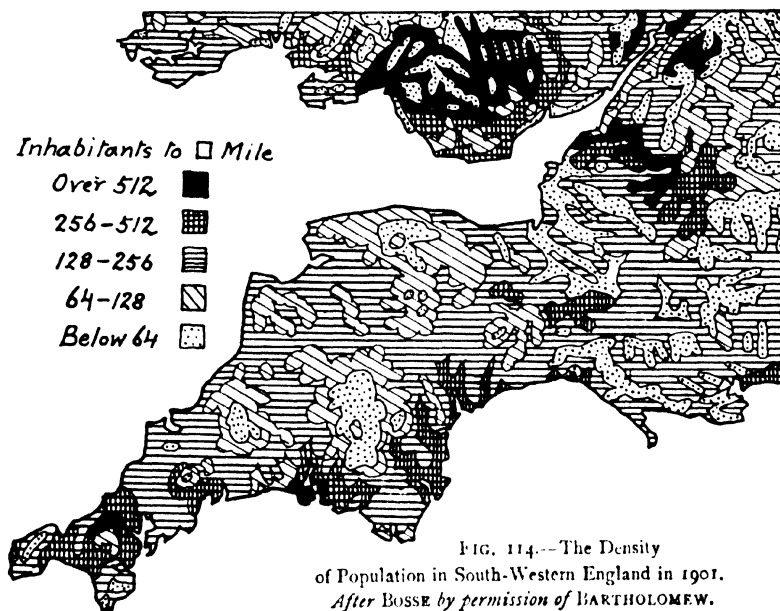 Inhabitants to □ Mile
Over 512
256-512
128-256
64-128
Below 64
FIG. 114.--The Density
of Population in South-Western England in 1901.
After BOSSE by permission of BARTHOLOMEW.